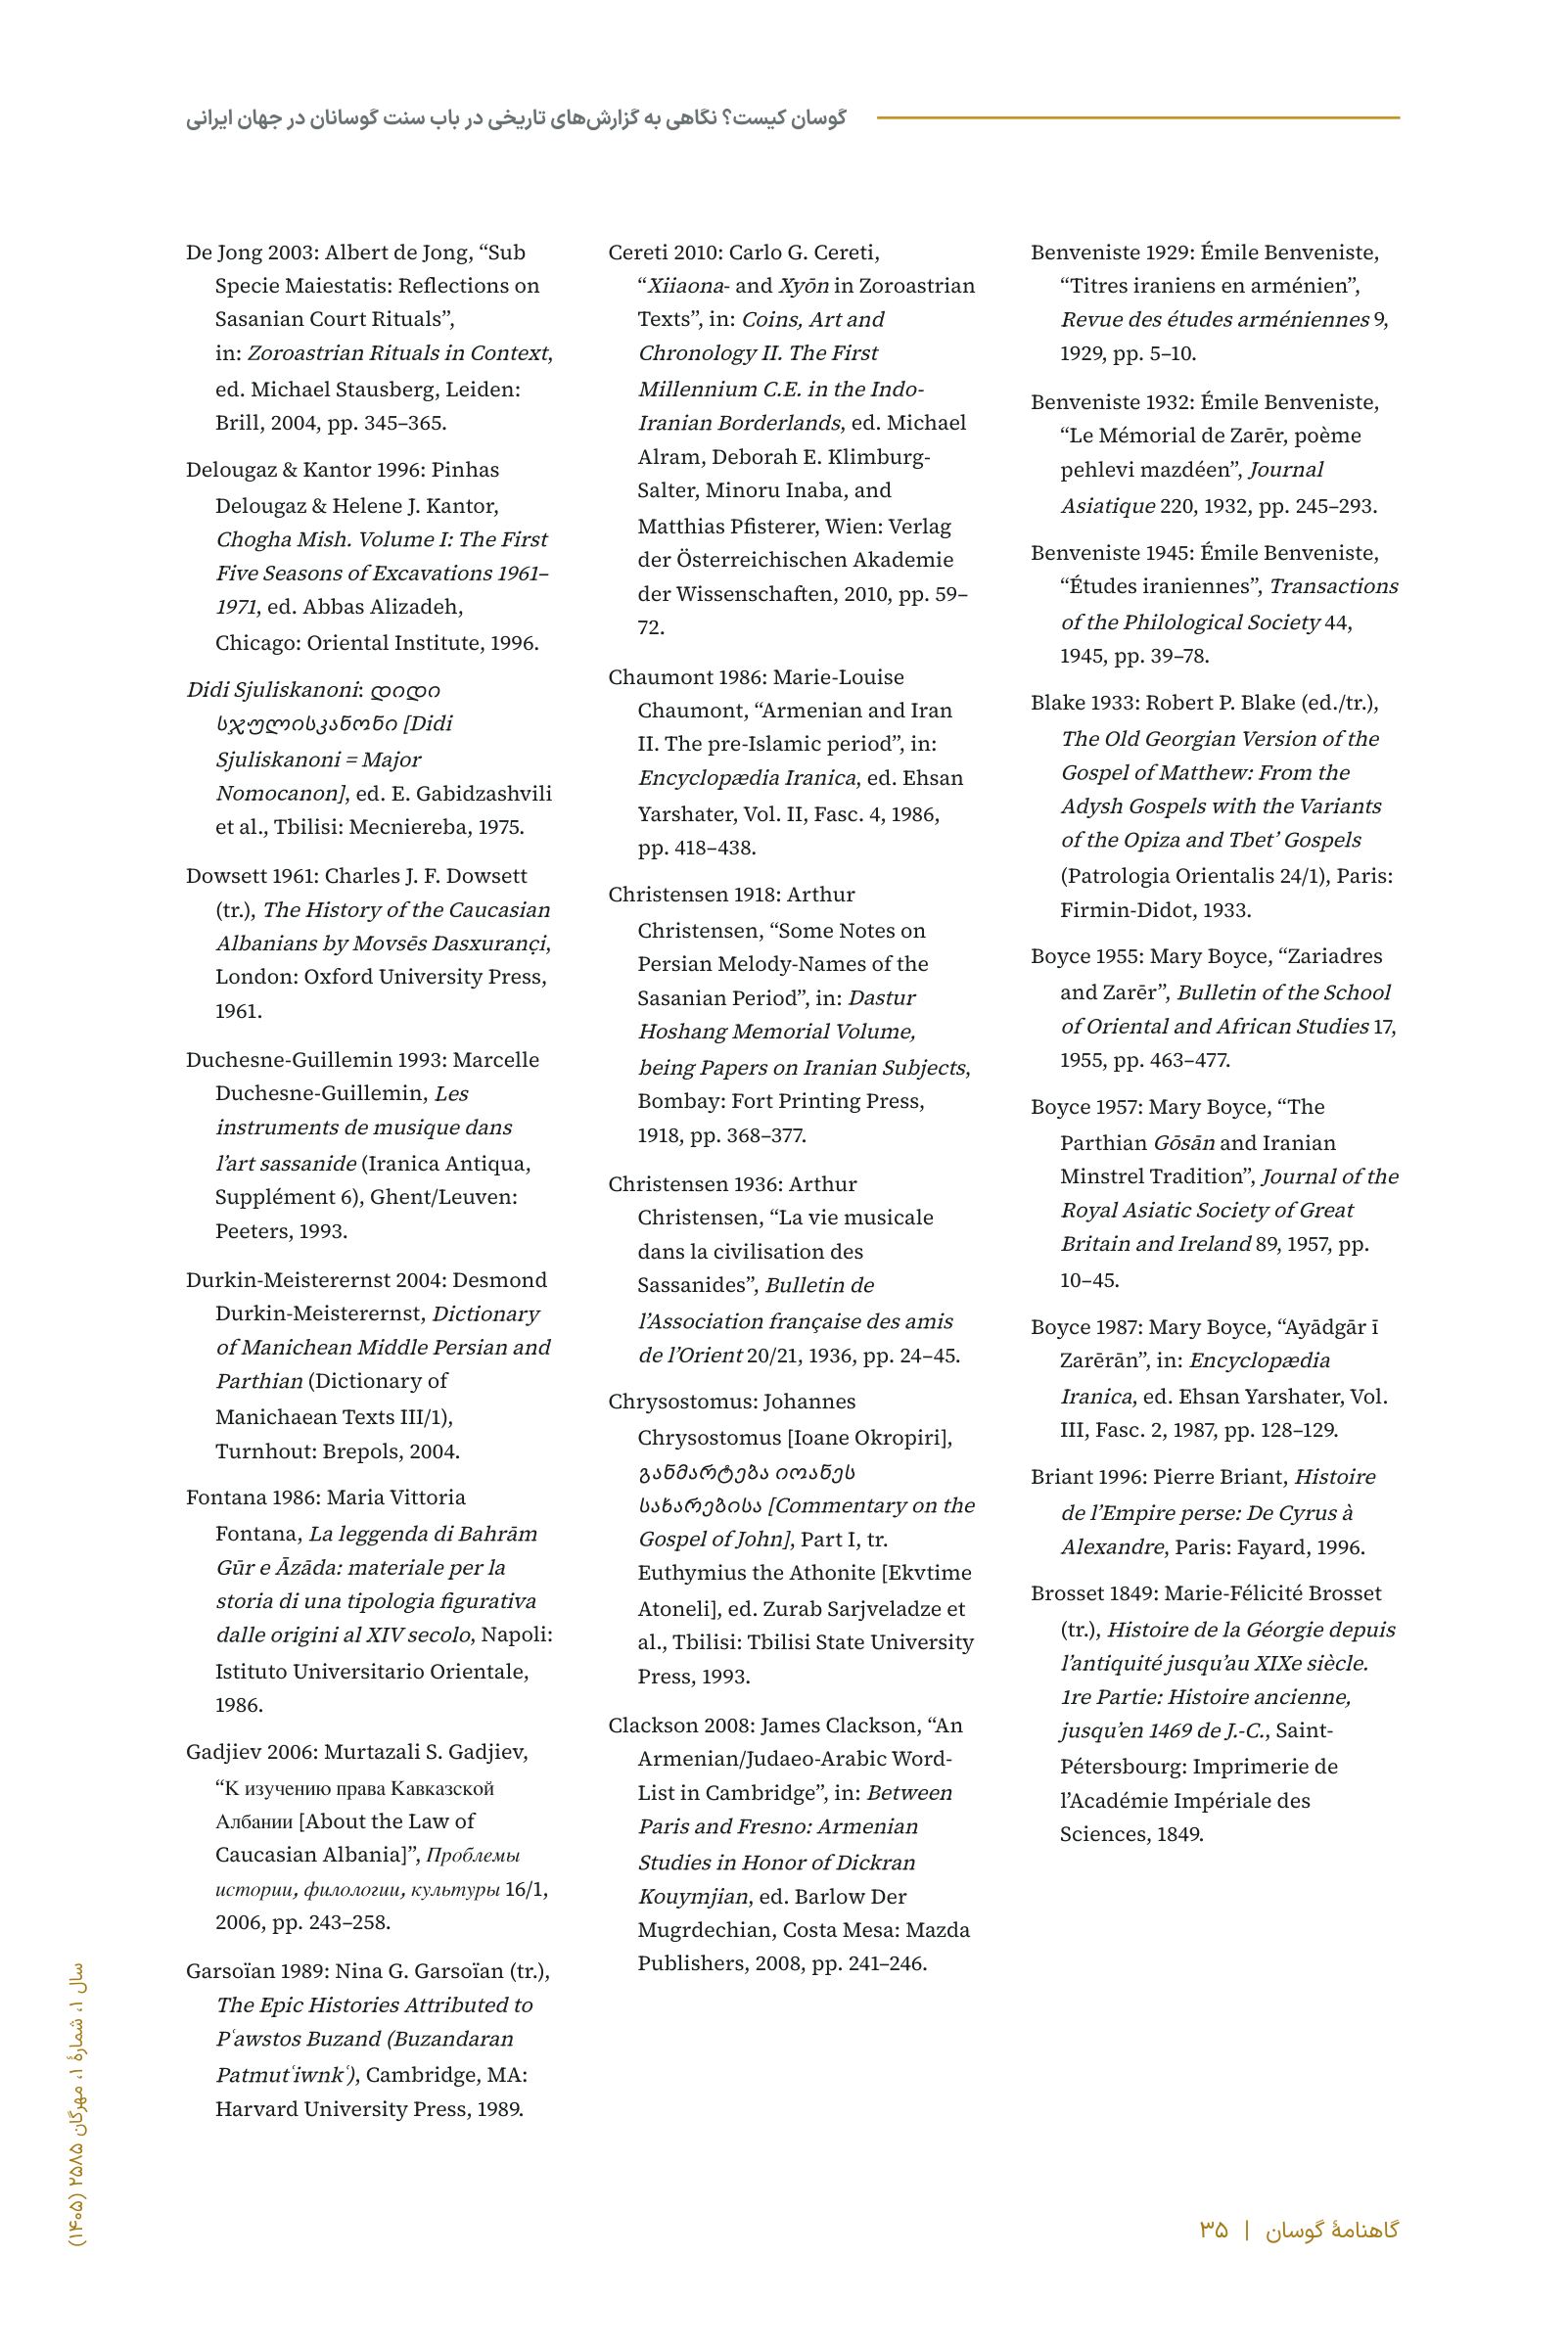 گوسان کیست؟ نگاهی به گزارش‌های تاریخی در باب سنت گوسانان در جهان ایرانی
Benveniste 1929: Émile Benveniste,
“Titres iraniens en arménien”,
Revue des études arméniennes 9,
1929, pp. 5–10.
Benveniste 1932: Émile Benveniste,
“Le Mémorial de Zarēr, poème
pehlevi mazdéen”, Journal
Asiatique 220, 1932, pp. 245–293.
Benveniste 1945: Émile Benveniste,
“Études iraniennes”, Transactions
of the Philological Society 44,
1945, pp. 39–78.
Blake 1933: Robert P. Blake (ed./tr.),
The Old Georgian Version of the
Gospel of Matthew: From the
Adysh Gospels with the Variants
of the Opiza and Tbet’ Gospels
(Patrologia Orientalis 24/1), Paris:
Firmin-Didot, 1933.
Boyce 1955: Mary Boyce, “Zariadres
and Zarēr”, Bulletin of the School
of Oriental and African Studies 17,
1955, pp. 463–477.
Boyce 1957: Mary Boyce, “The
Parthian Gōsān and Iranian
Minstrel Tradition”, Journal of the
Royal Asiatic Society of Great
Britain and Ireland 89, 1957, pp.
10–45.
Boyce 1987: Mary Boyce, “Ayādgār ī
Zarērān”, in: Encyclopædia
Iranica, ed. Ehsan Yarshater, Vol.
III, Fasc. 2, 1987, pp. 128–129.
Briant 1996: Pierre Briant, Histoire
de l’Empire perse: De Cyrus à
Alexandre, Paris: Fayard, 1996.
Brosset 1849: Marie-Félicité Brosset
(tr.), Histoire de la Géorgie depuis
l’antiquité jusqu’au XIXe siècle.
1re Partie: Histoire ancienne,
jusqu’en 1469 de J.-C., Saint-
Pétersbourg: Imprimerie de
l’Académie Impériale des
Sciences, 1849.
Cereti 2010: Carlo G. Cereti,
“Xiiaona- and Xyōn in Zoroastrian
Texts”, in: Coins, Art and
Chronology II. The First
Millennium C.E. in the Indo-
Iranian Borderlands, ed. Michael
Alram, Deborah E. Klimburg-
Salter, Minoru Inaba, and
Matthias Pfisterer, Wien: Verlag
der Österreichischen Akademie
der Wissenschaften, 2010, pp. 59–
72.
Chaumont 1986: Marie-Louise
Chaumont, “Armenian and Iran
II. The pre-Islamic period”, in:
Encyclopædia Iranica, ed. Ehsan
Yarshater, Vol. II, Fasc. 4, 1986,
pp. 418–438.
Christensen 1918: Arthur
Christensen, “Some Notes on
Persian Melody-Names of the
Sasanian Period”, in: Dastur
Hoshang Memorial Volume,
being Papers on Iranian Subjects,
Bombay: Fort Printing Press,
1918, pp. 368–377.
Christensen 1936: Arthur
Christensen, “La vie musicale
dans la civilisation des
Sassanides”, Bulletin de
l’Association française des amis
de l’Orient 20/21, 1936, pp. 24–45.
Chrysostomus: Johannes
Chrysostomus [Ioane Okropiri],
განმარტება იოანეს
სახარებისა [Commentary on the
Gospel of John], Part I, tr.
Euthymius the Athonite [Ekvtime
Atoneli], ed. Zurab Sarjveladze et
al., Tbilisi: Tbilisi State University
Press, 1993.
Clackson 2008: James Clackson, “An
Armenian/Judaeo-Arabic Word-
List in Cambridge”, in: Between
Paris and Fresno: Armenian
Studies in Honor of Dickran
Kouymjian, ed. Barlow Der
Mugrdechian, Costa Mesa: Mazda
Publishers, 2008, pp. 241–246.
De Jong 2003: Albert de Jong, “Sub
Specie Maiestatis: Reflections on
Sasanian Court Rituals”,
in: Zoroastrian Rituals in Context,
ed. Michael Stausberg, Leiden:
Brill, 2004, pp. 345–365.
Delougaz & Kantor 1996: Pinhas
Delougaz & Helene J. Kantor,
Chogha Mish. Volume I: The First
Five Seasons of Excavations 1961–
1971, ed. Abbas Alizadeh,
Chicago: Oriental Institute, 1996.
Didi Sjuliskanoni: დიდი
სჯულისკანონი [Didi
Sjuliskanoni = Major
Nomocanon], ed. E. Gabidzashvili
et al., Tbilisi: Mecniereba, 1975.
Dowsett 1961: Charles J. F. Dowsett
(tr.), The History of the Caucasian
Albanians by Movsēs Dasxurançi,
London: Oxford University Press,
1961.
Duchesne-Guillemin 1993: Marcelle
Duchesne-Guillemin, Les
instruments de musique dans
l’art sassanide (Iranica Antiqua,
Supplément 6), Ghent/Leuven:
Peeters, 1993.
Durkin-Meisterernst 2004: Desmond
Durkin-Meisterernst, Dictionary
of Manichean Middle Persian and
Parthian (Dictionary of
Manichaean Texts III/1),
Turnhout: Brepols, 2004.
Fontana 1986: Maria Vittoria
Fontana, La leggenda di Bahrām
Gūr e Āzāda: materiale per la
storia di una tipologia figurativa
dalle origini al XIV secolo, Napoli:
Istituto Universitario Orientale,
1986.
Gadjiev 2006: Murtazali S. Gadjiev,
“К изучению права Кавказской
Албании [About the Law of
Caucasian Albania]”, Проблемы
истории, филологии, культуры 16/1,
2006, pp. 243–258.
Garsoïan 1989: Nina G. Garsoïan (tr.),
The Epic Histories Attributed to
Pʿawstos Buzand (Buzandaran
Patmutʿiwnkʿ), Cambridge, MA:
Harvard University Press, 1989.
سال ۱، شمارهٔ ۱، مهرگان ۲۵۸۵ (۱۴۰۵)
گاهنامهٔ گوسان | ۳۵